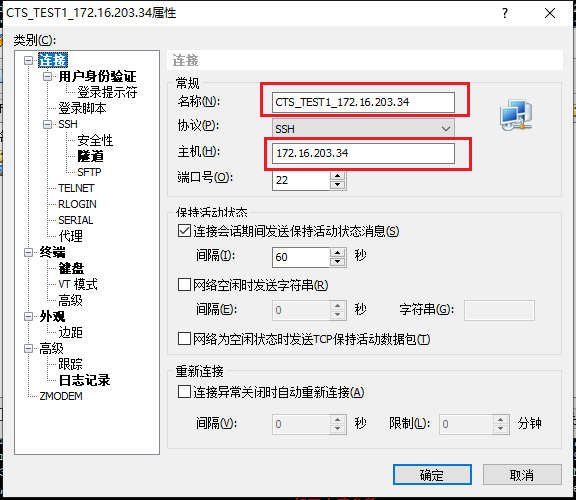 CTS_TEST1_172.16.203.34属性
类别(C):
连接
用户身份验证
登录提示符
登录脚本
SSH
安全性
隧道
SFTP
TELNET
RLOGIN
SERIAL
代理
终端
键盘
VT 模式
高级
外观
边距
高级
跟踪
日志记录
ZMODEM
连接
常规
名称(N): CTS_TEST1_172.16.203.34
协议(P): SSH
主机(H): 172.16.203.34
端口号(O): 22
保持活动状态
连接会话期间发送保持活动状态消息(S)
间隔(I): 60 秒
网络空闲时发送字符串(R)
间隔(E): 0 秒 字符串(G):
网络为空闲状态时发送TCP保持活动数据包(T)
重新连接
连接异常关闭时自动重新连接(A)
间隔(V): 0 秒 限制(L): 0 分钟
确定 取消